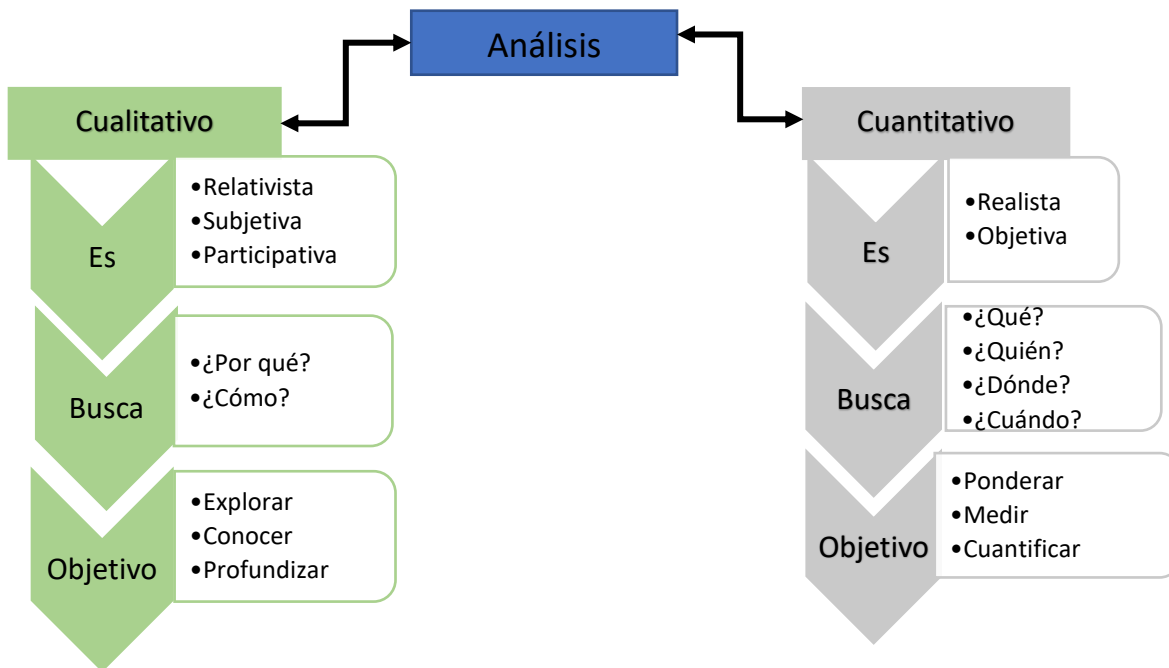 Análisis
Cualitativo
Es
•Relativista
•Subjetiva
•Participativa
Busca
•¿Por qué?
•¿Cómo?
Objetivo
•Explorar
•Conocer
•Profundizar
Cuantitativo
Es
•Realista
•Objetiva
Busca
•¿Qué?
•¿Quién?
•¿Dónde?
•¿Cuándo?
Objetivo
•Ponderar
•Medir
•Cuantificar